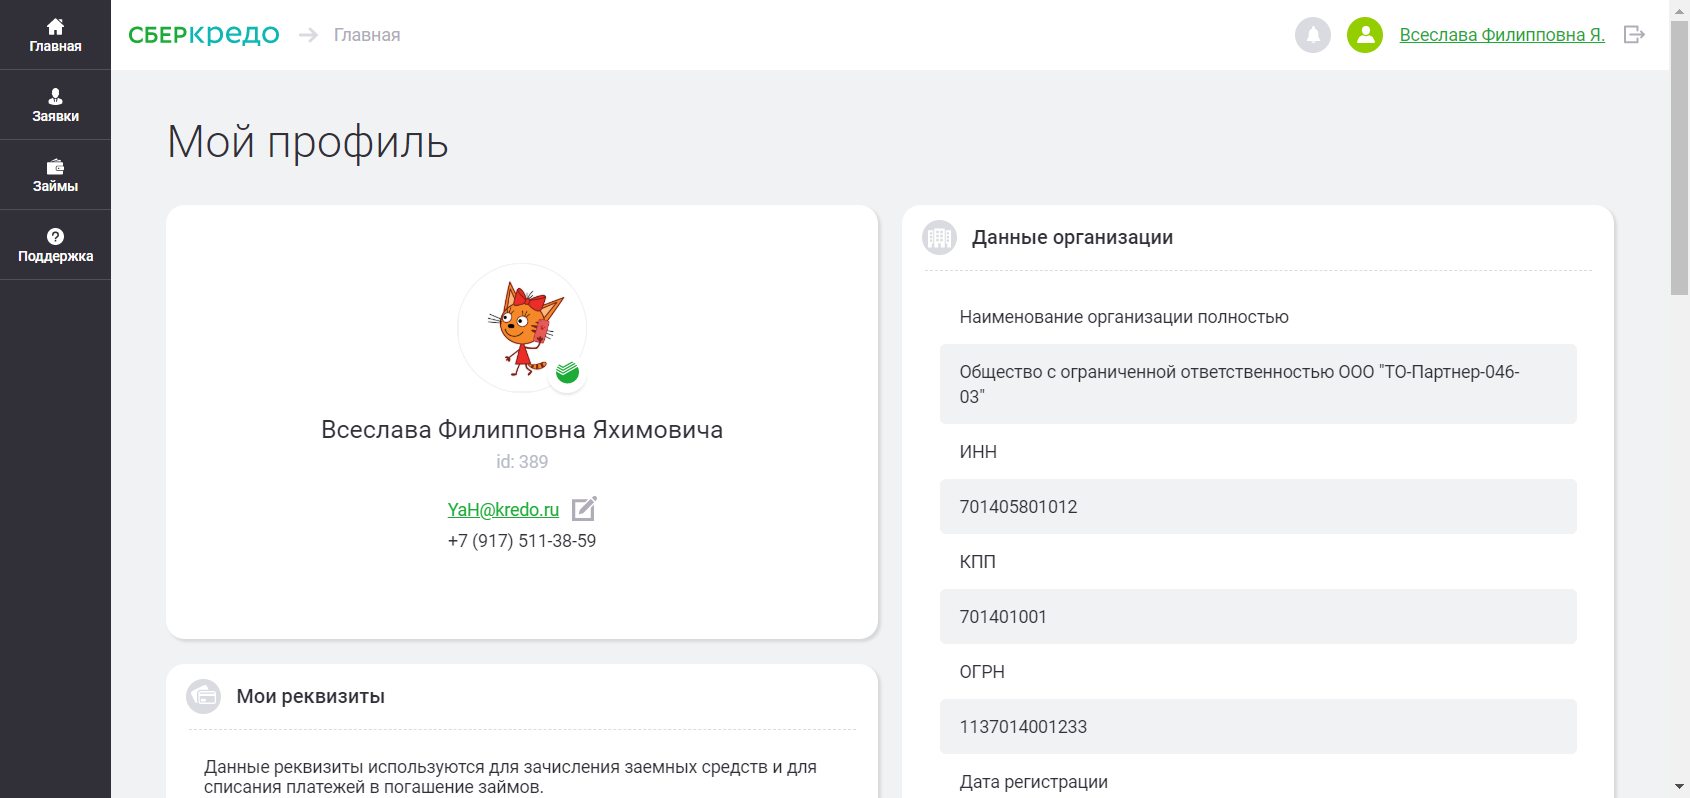 Главная
Заявки
Займы
Поддержка
СБЕРкредо
Главная
Всеслава Филипповна Я.
Мой профиль
Всеслава Филипповна Яхимовича
id: 389
YaH@kredo.ru
+7 (917) 511-38-59
Мои реквизиты
Данные реквизиты используются для зачисления заемных средств и для
списания платежей в погашение займов.
Данные организации
Наименование организации полностью
Общество с ограниченной ответственностью ООО "ТО-Партнер-046-
03"
ИНН
701405801012
КПП
701401001
ОГРН
1137014001233
Дата регистрации